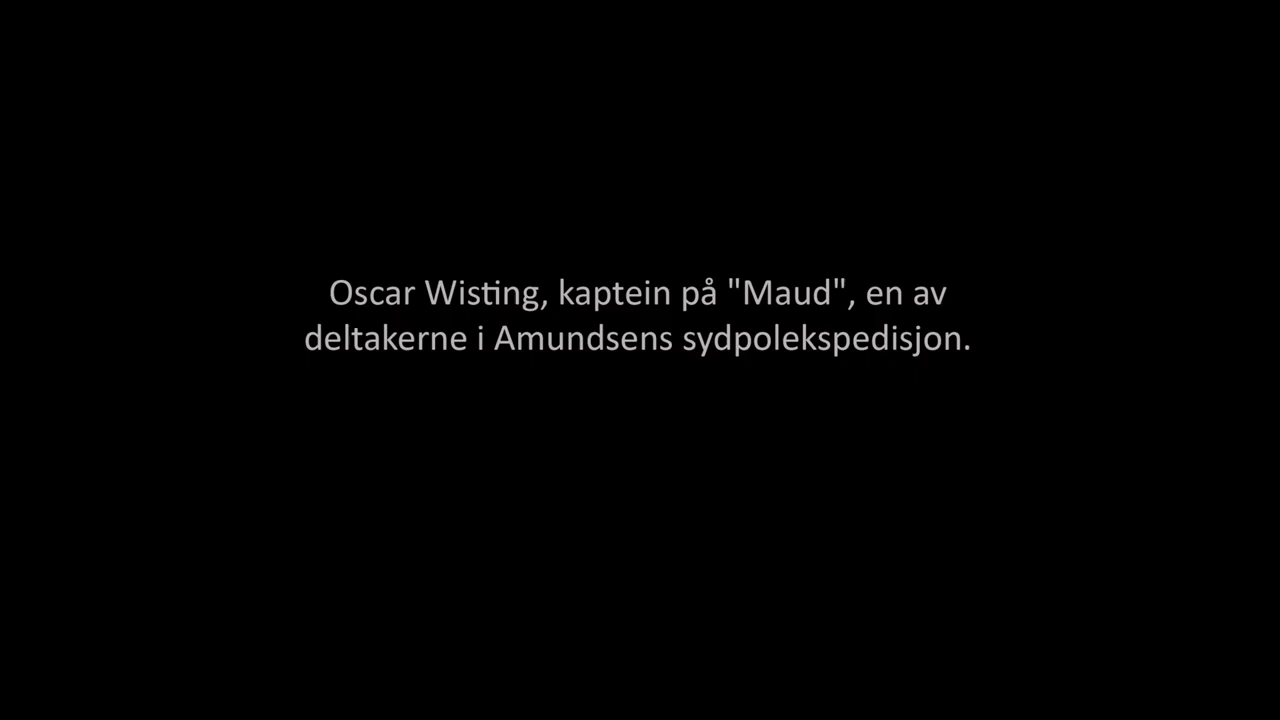 Oscar Wisting, kaptein på "Maud", en av
deltakerne i Amundsens sydpolekspedisjon.